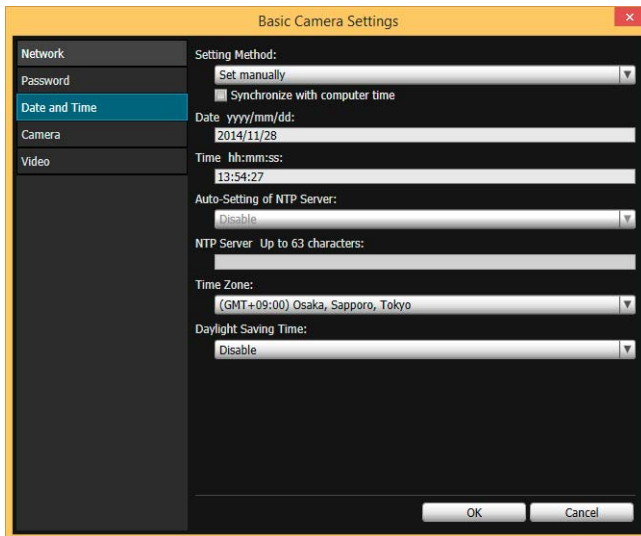 Basic Camera Settings
Network
Password
Date and Time
Camera
Video
Setting Method:
Set manually
Synchronize with computer time
Date yyyy/mm/dd:
2014/11/28
Time hh:mm:ss:
13:54:27
Auto-Setting of NTP Server:
Disable
NTP Server Up to 63 characters:
Time Zone:
(GMT+09:00) Osaka, Sapporo, Tokyo
Daylight Saving Time:
Disable
OK Cancel